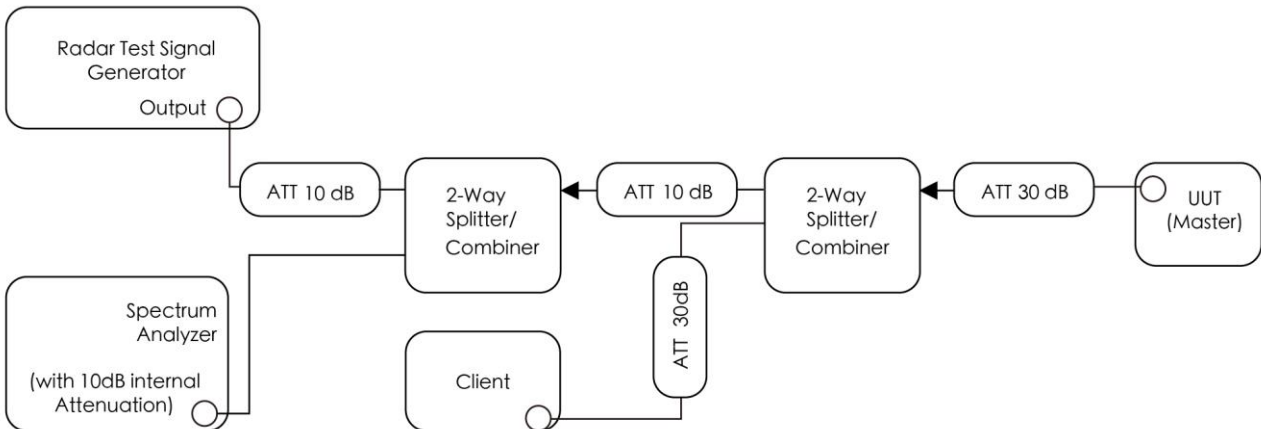 Radar Test Signal
Generator
Output
ATT 10 dB
2-Way
Splitter/
Combiner
ATT 10 dB
2-Way
Splitter/
Combiner
ATT 30 dB
UUT
(Master)
Spectrum
Analyzer
(with 10dB internal
Attenuation)
Client
ATT 30dB